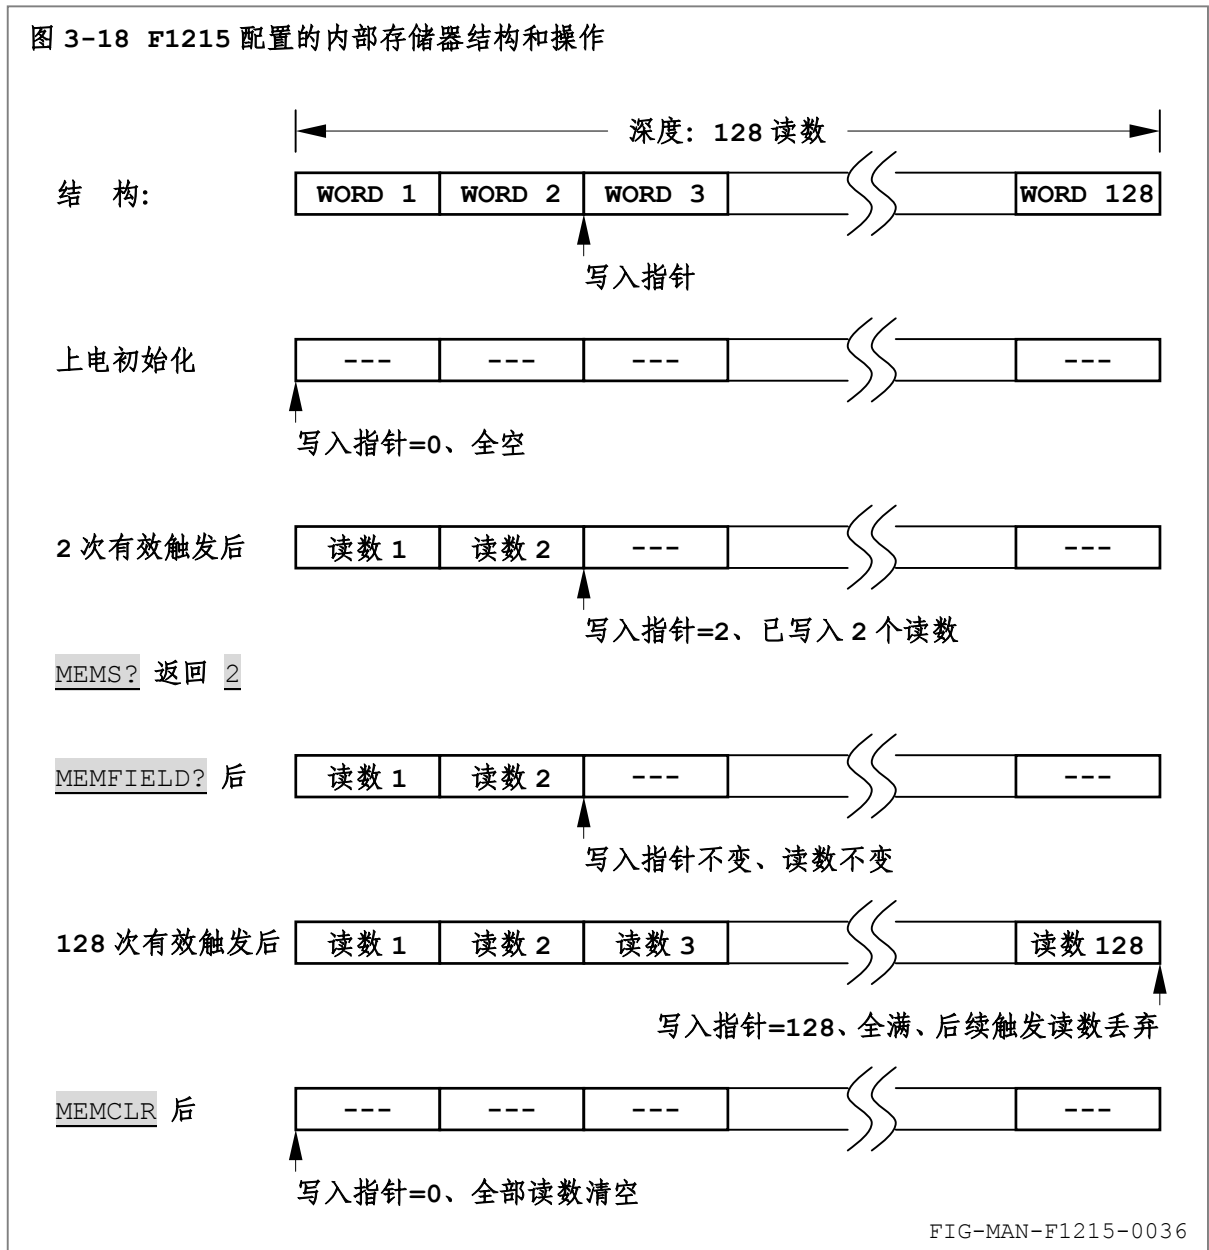 图 3-18 F1215 配置的内部存储器结构和操作
深度: 128 读数
结 构: WORD 1 WORD 2 WORD 3 WORD 128
写入指针
上电初始化 --- --- --- ---
写入指针=0、全空
2 次有效触发后 读数 1 读数 2 --- ---
写入指针=2、已写入 2 个读数
MEMS? 返回 2
MEMFIELD? 后 读数 1 读数 2 --- ---
写入指针不变、读数不变
128 次有效触发后 读数 1 读数 2 读数 3 读数 128
写入指针=128、全满、后续触发读数丢弃
MEMCLR 后 --- --- --- ---
写入指针=0、全部读数清空
FIG-MAN-F1215-0036